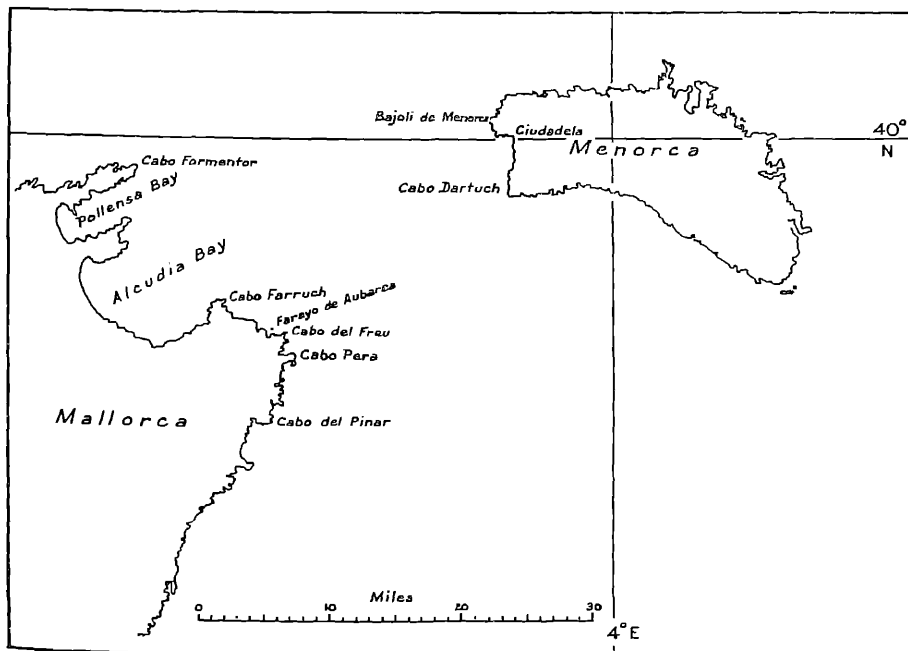 Bajoli de Menorca
Ciudadela
40°
N
Menorca
Cabo Formentor
Pollensa Bay
Cabo Dartuch
Alcudia Bay
Cabo Farruch
Farayo de Aubarca
Cabo del Freu
Cabo Pera
Mallorca
Cabo del Pinar
Miles
0 10 20 30
4°E